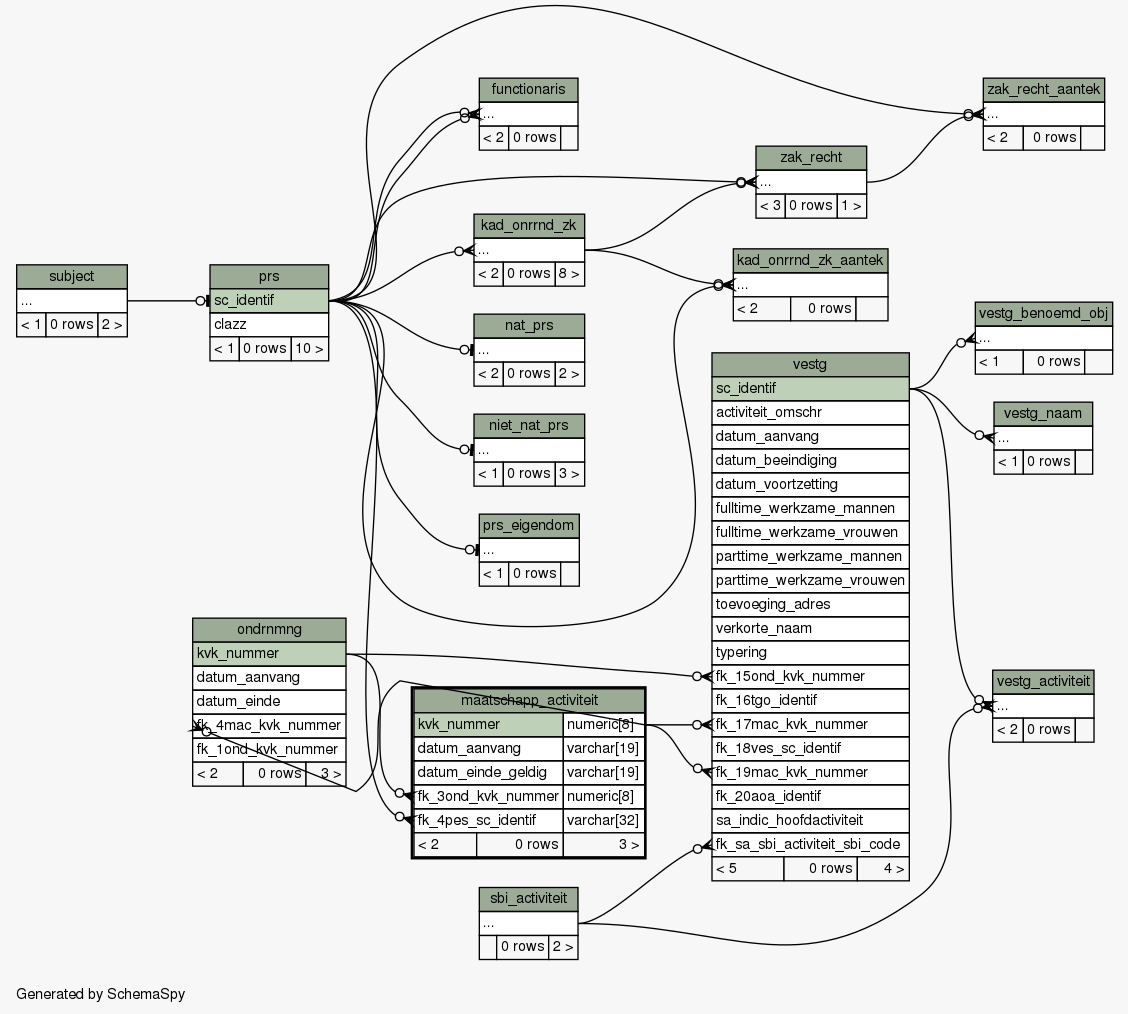 functionaris
...
< 2 0 rows
zak_recht_aantek
...
< 2 0 rows
zak_recht
...
< 3 0 rows 1 >
kad_onrrnd_zk
...
< 2 0 rows 8 >
kad_onrrnd_zk_aantek
...
< 2 0 rows
subject
...
< 1 0 rows 2 >
prs
sc_identif
clazz
< 1 0 rows 10 >
nat_prs
...
< 2 0 rows 2 >
vestg_benoemd_obj
...
< 1 0 rows
vestg
sc_identif
activiteit_omschr
datum_aanvang
datum_beeindiging
datum_voortzetting
fulltime_werkzame_mannen
fulltime_werkzame_vrouwen
parttime_werkzame_mannen
parttime_werkzame_vrouwen
toevoeging_adres
verkorte_naam
typering
fk_15ond_kvk_nummer
fk_16tgo_identif
fk_17mac_kvk_nummer
fk_18ves_sc_identif
fk_19mac_kvk_nummer
fk_20aoa_identif
sa_indic_hoofdactiviteit
fk_sa_sbi_activiteit_sbi_code
< 5 0 rows 4 >
vestg_naam
...
< 1 0 rows
niet_nat_prs
...
< 1 0 rows 3 >
prs_eigendom
...
< 1 0 rows
ondrnmng
kvk_nummer
datum_aanvang
datum_einde
fk_4mac_kvk_nummer
fk_1ond_kvk_nummer
< 2 0 rows 3 >
maatschapp_activiteit
kvk_nummer numeric[8]
datum_aanvang varchar[19]
datum_einde_geldig varchar[19]
fk_3ond_kvk_nummer numeric[8]
fk_4pes_sc_identif varchar[32]
< 2 0 rows 3 >
vestg_activiteit
...
< 2 0 rows
sbi_activiteit
...
0 rows 2 >
Generated by SchemaSpy